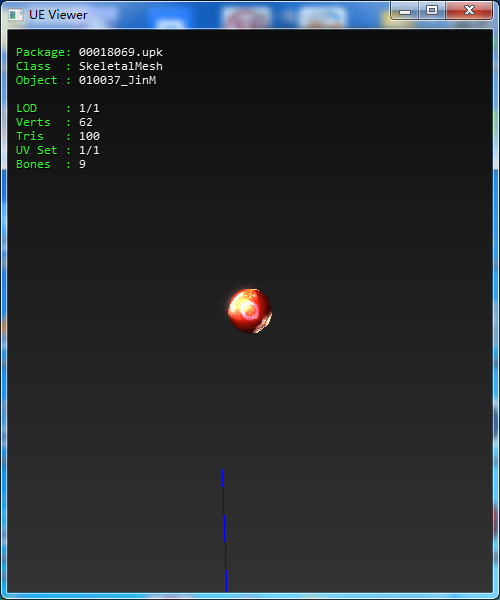 UE Viewer
Package: 00018069.upk
Class : SkeletalMesh
Object : 010037_JinM
LOD : 1/1
Verts : 62
Tris : 100
UV Set : 1/1
Bones : 9